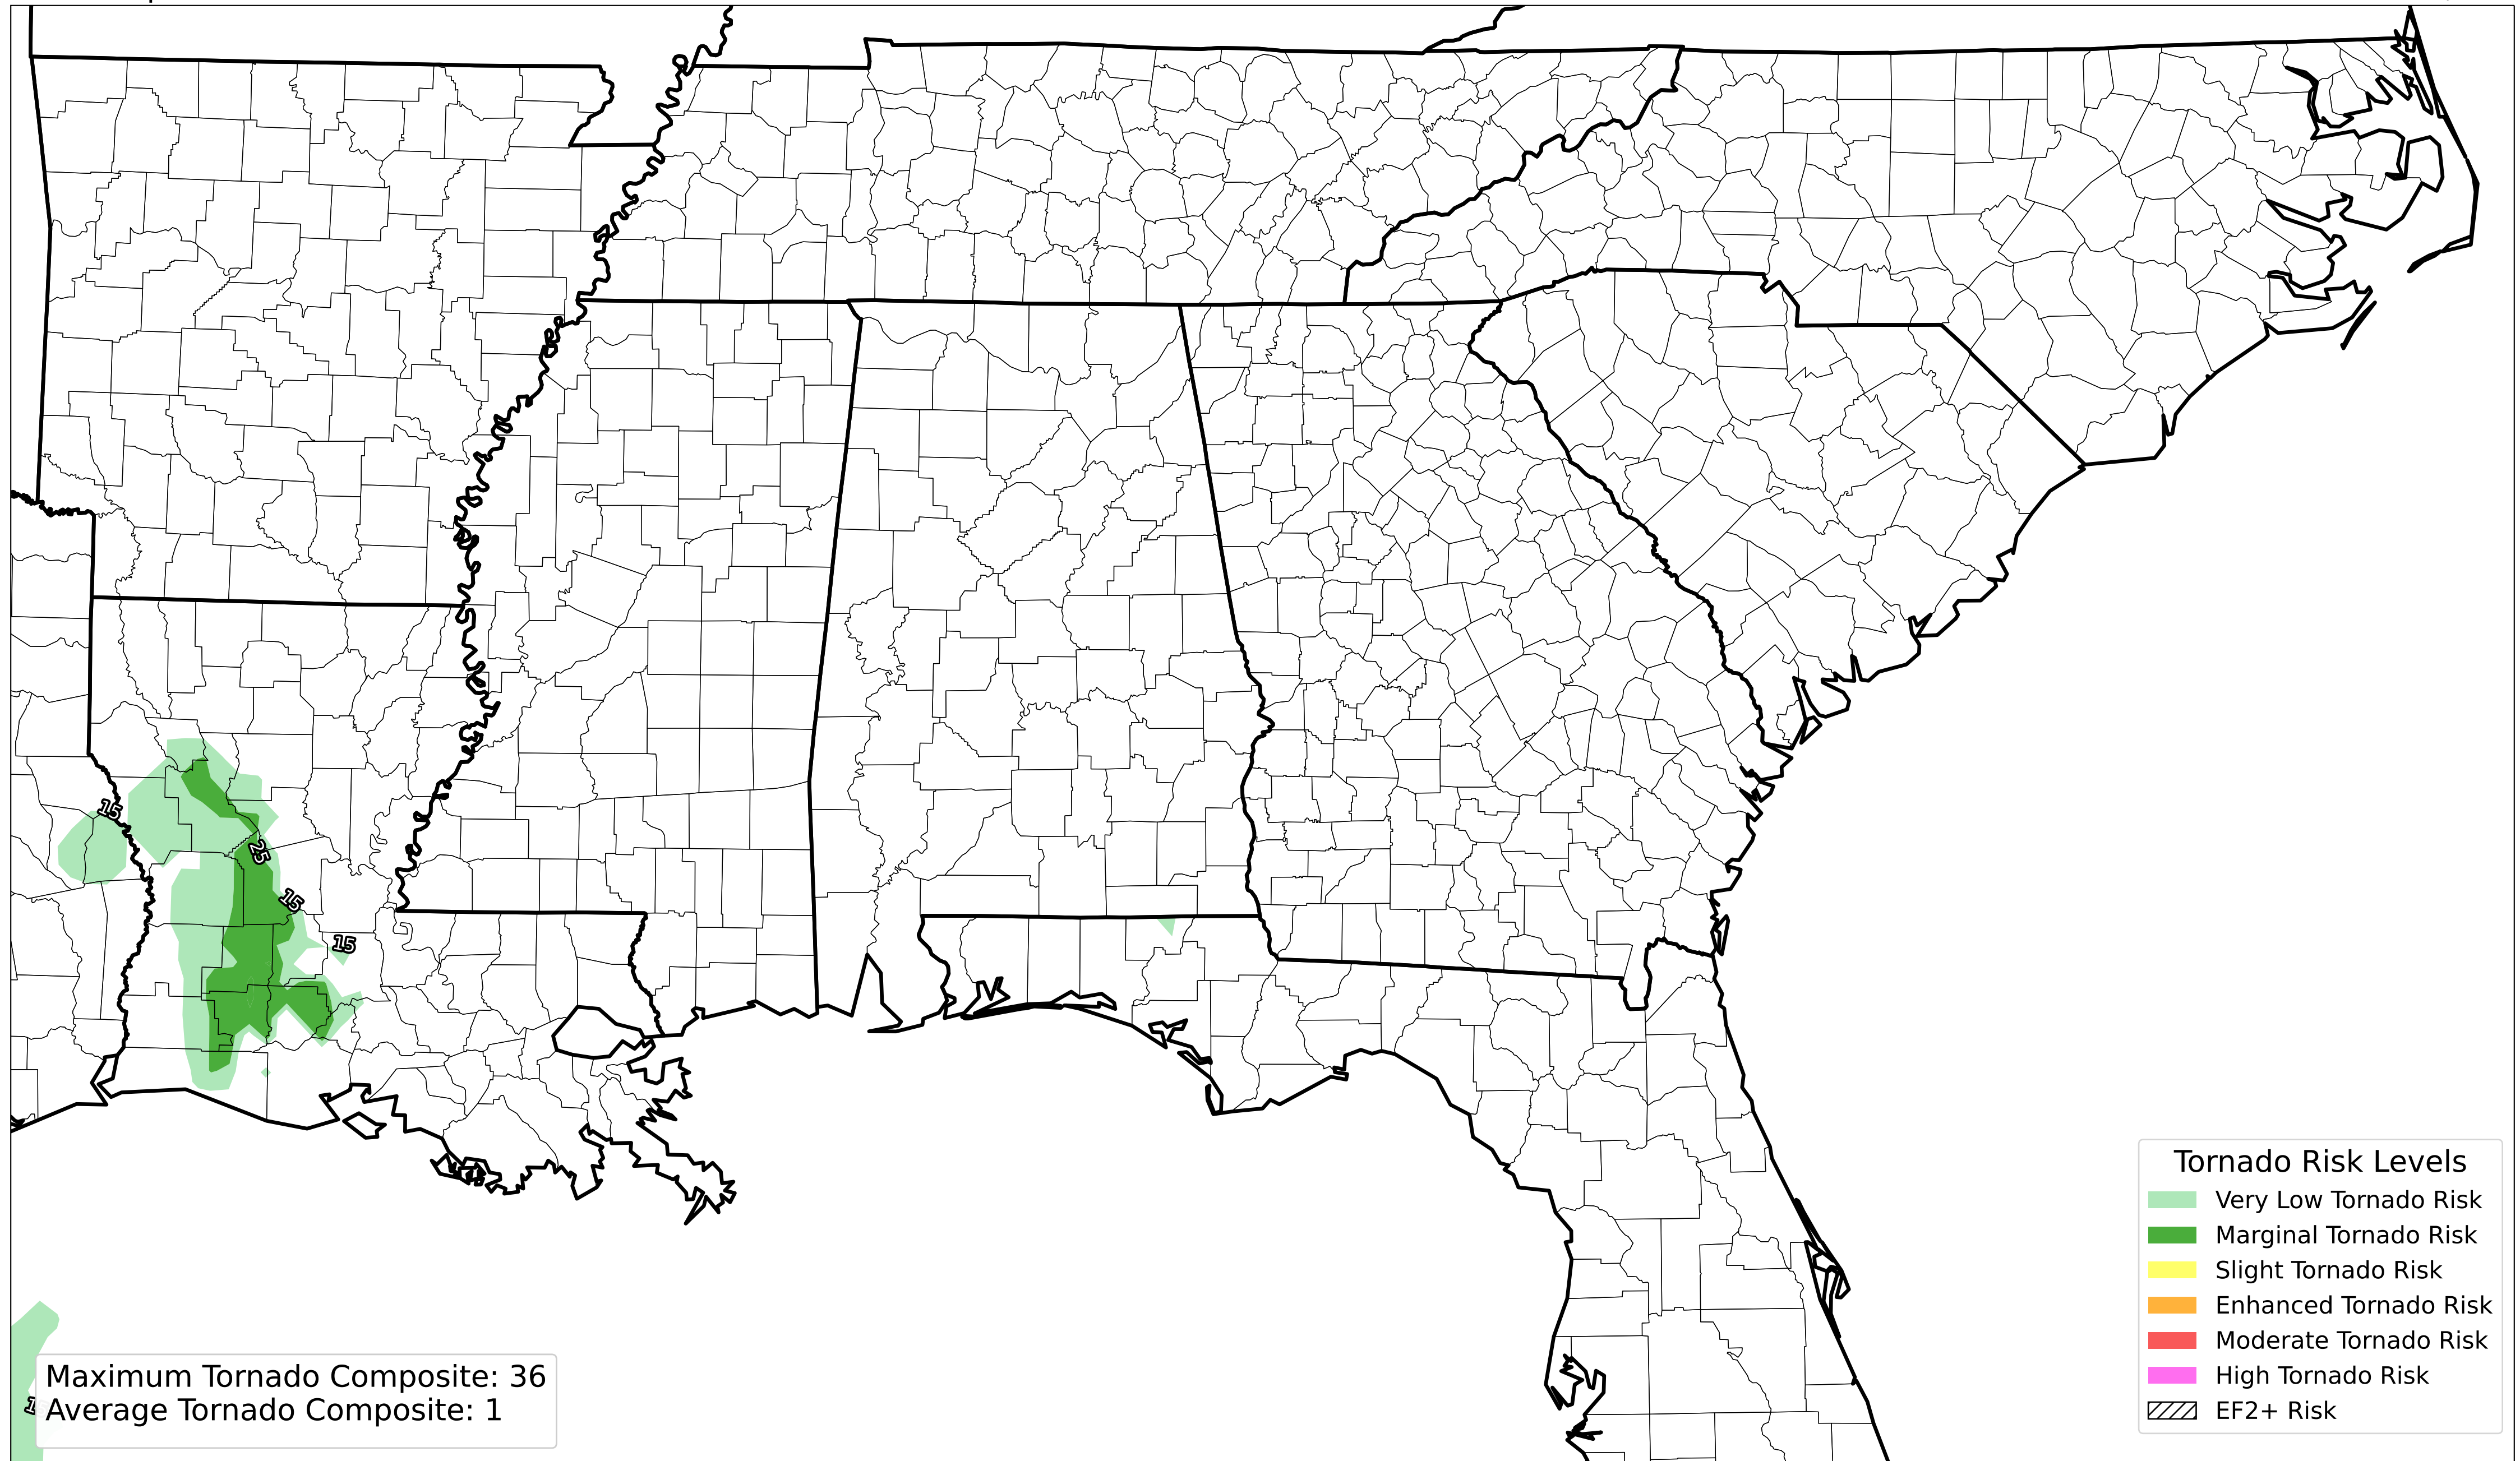 15
25
15
15
Tornado Risk Levels
Very Low Tornado Risk
Marginal Tornado Risk
Slight Tornado Risk
Enhanced Tornado Risk
Moderate Tornado Risk
High Tornado Risk
EF2+ Risk
Maximum Tornado Composite: 36
Average Tornado Composite: 1